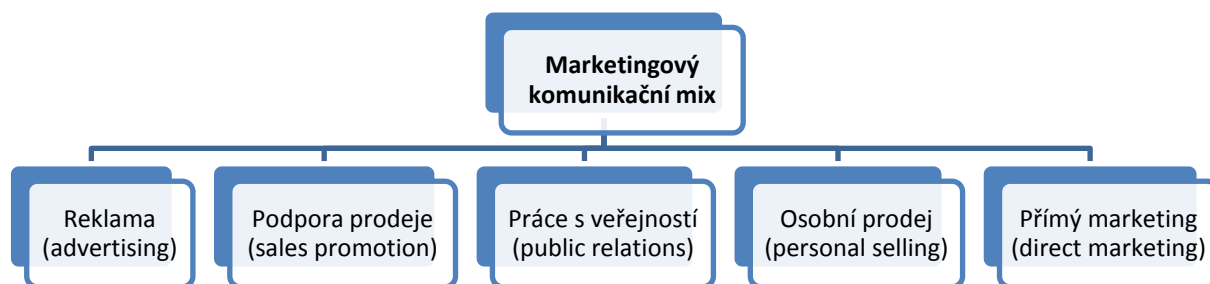 Marketingový
komunikační mix
Reklama
(advertising)
Podpora prodeje
(sales promotion)
Práce s veřejností
(public relations)
Osobní prodej
(personal selling)
Přímý marketing
(direct marketing)